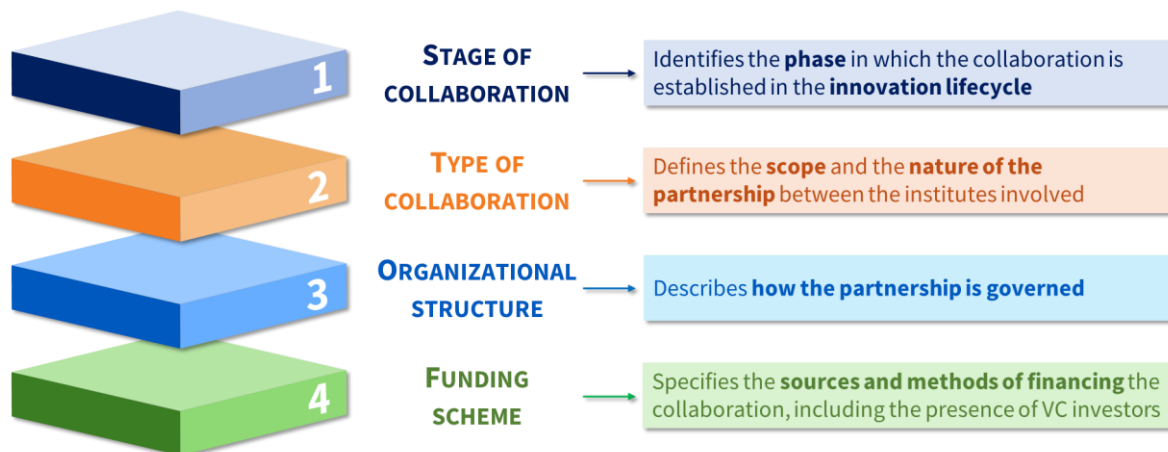 1
STAGE OF
COLLABORATION
Identifies the phase in which the collaboration is
established in the innovation lifecycle
2
TYPE OF
COLLABORATION
Defines the scope and the nature of the
partnership between the institutes involved
3
ORGANIZATIONAL
STRUCTURE
Describes how the partnership is governed
4
FUNDING
SCHEME
Specifies the sources and methods of financing the
collaboration, including the presence of VC investors